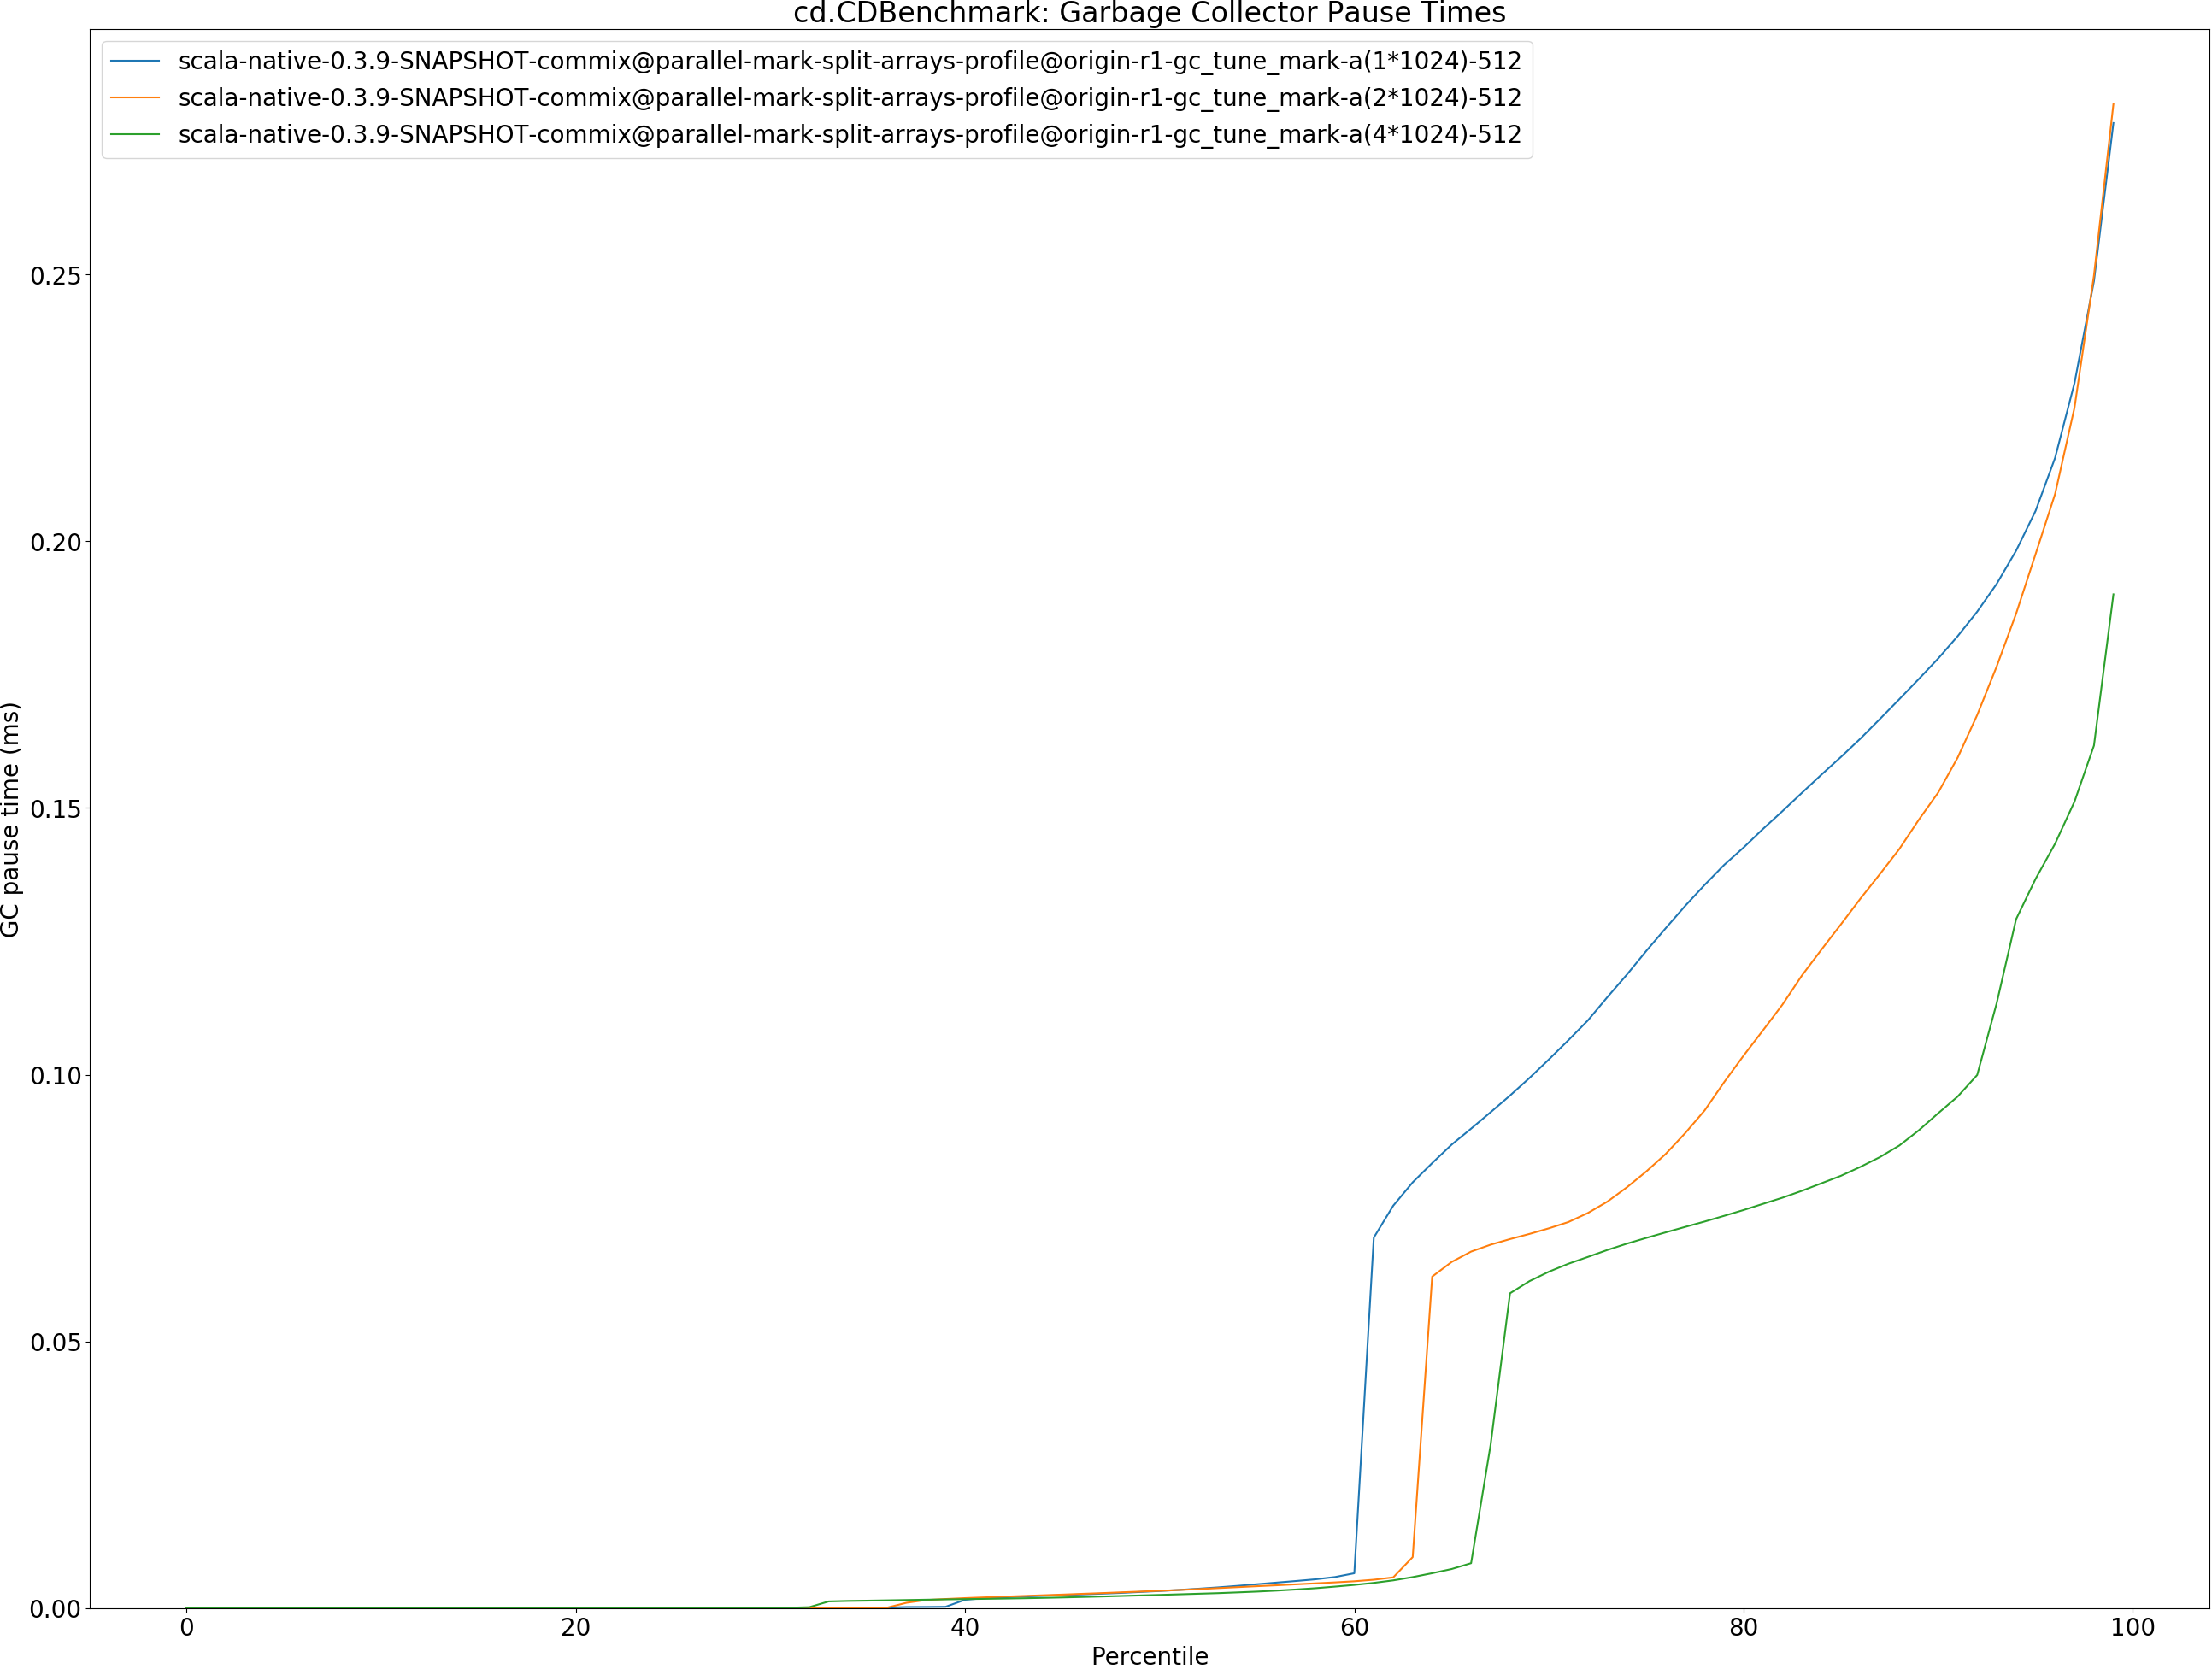 cd.CDBenchmark: Garbage Collector Pause Times
scala-native-0.3.9-SNAPSHOT-commix@parallel-mark-split-arrays-profile@origin-r1-gc_tune_mark-a(1*1024)-512
scala-native-0.3.9-SNAPSHOT-commix@parallel-mark-split-arrays-profile@origin-r1-gc_tune_mark-a(2*1024)-512
scala-native-0.3.9-SNAPSHOT-commix@parallel-mark-split-arrays-profile@origin-r1-gc_tune_mark-a(4*1024)-512
GC pause time (ms)
0.25
0.20
0.15
0.10
0.05
0.00
0 20 40 60 80 100
Percentile